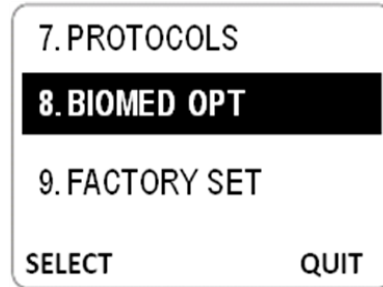 7. PROTOCOLS
8. BIOMED OPT
9. FACTORY SET
SELECT QUIT